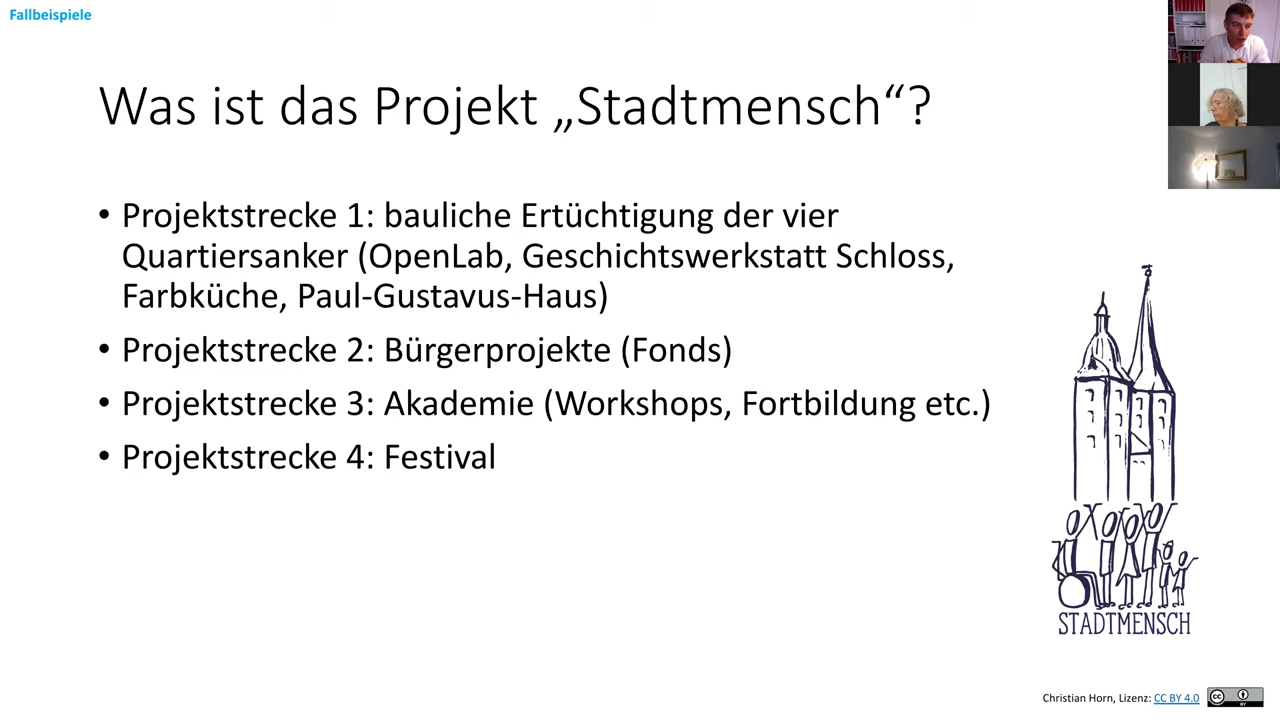 Fallbeispiele
Was ist das Projekt „Stadtmensch“?
• Projektstrecke 1: bauliche Ertüchtigung der vier
Quartiersanker (OpenLab, Geschichtswerkstatt Schloss,
Farbküche, Paul-Gustavus-Haus)
• Projektstrecke 2: Bürgerprojekte (Fonds)
• Projektstrecke 3: Akademie (Workshops, Fortbildung etc.)
• Projektstrecke 4: Festival
STADTMENSCH
Christian Horn, Lizenz: CC BY 4.0
cc BY